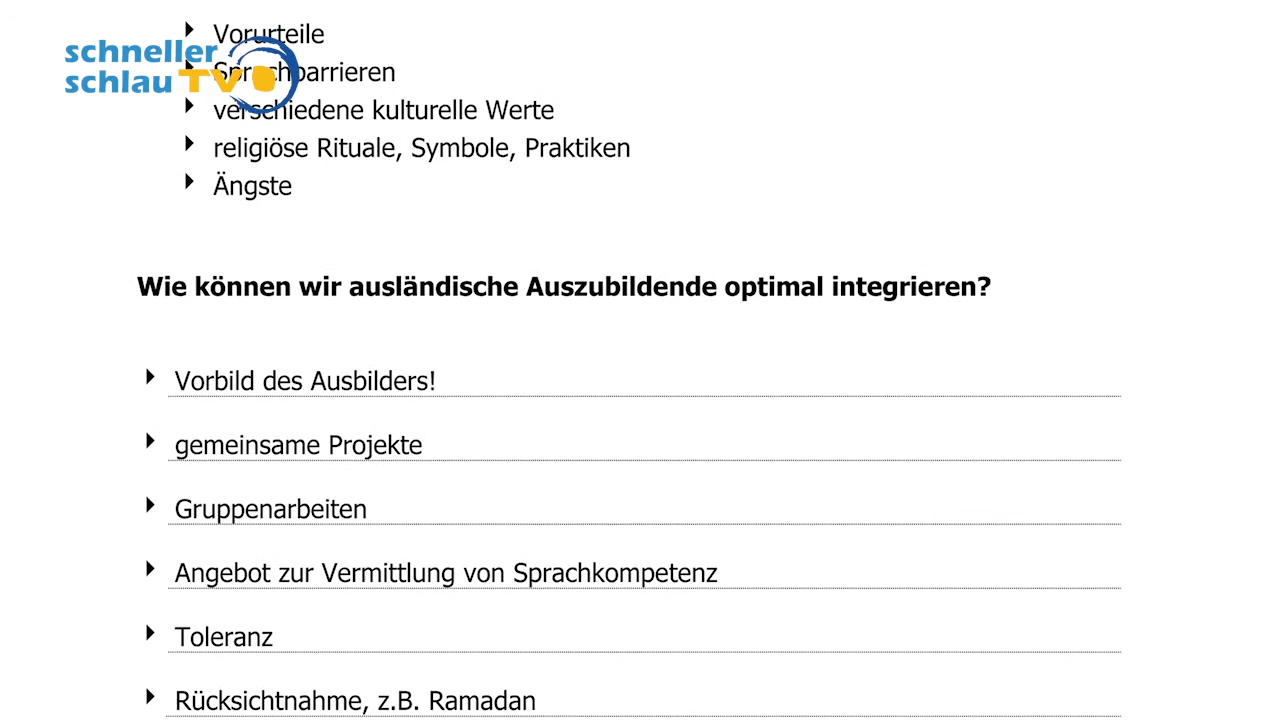 Vorurteile
schneller
Sprachbarrieren
schlau TV
verschiedene kulturelle Werte
religiöse Rituale, Symbole, Praktiken
Ängste
Wie können wir ausländische Auszubildende optimal integrieren?
Vorbild des Ausbilders!
gemeinsame Projekte
Gruppenarbeiten
Angebot zur Vermittlung von Sprachkompetenz
Toleranz
Rücksichtnahme, z.B. Ramadan